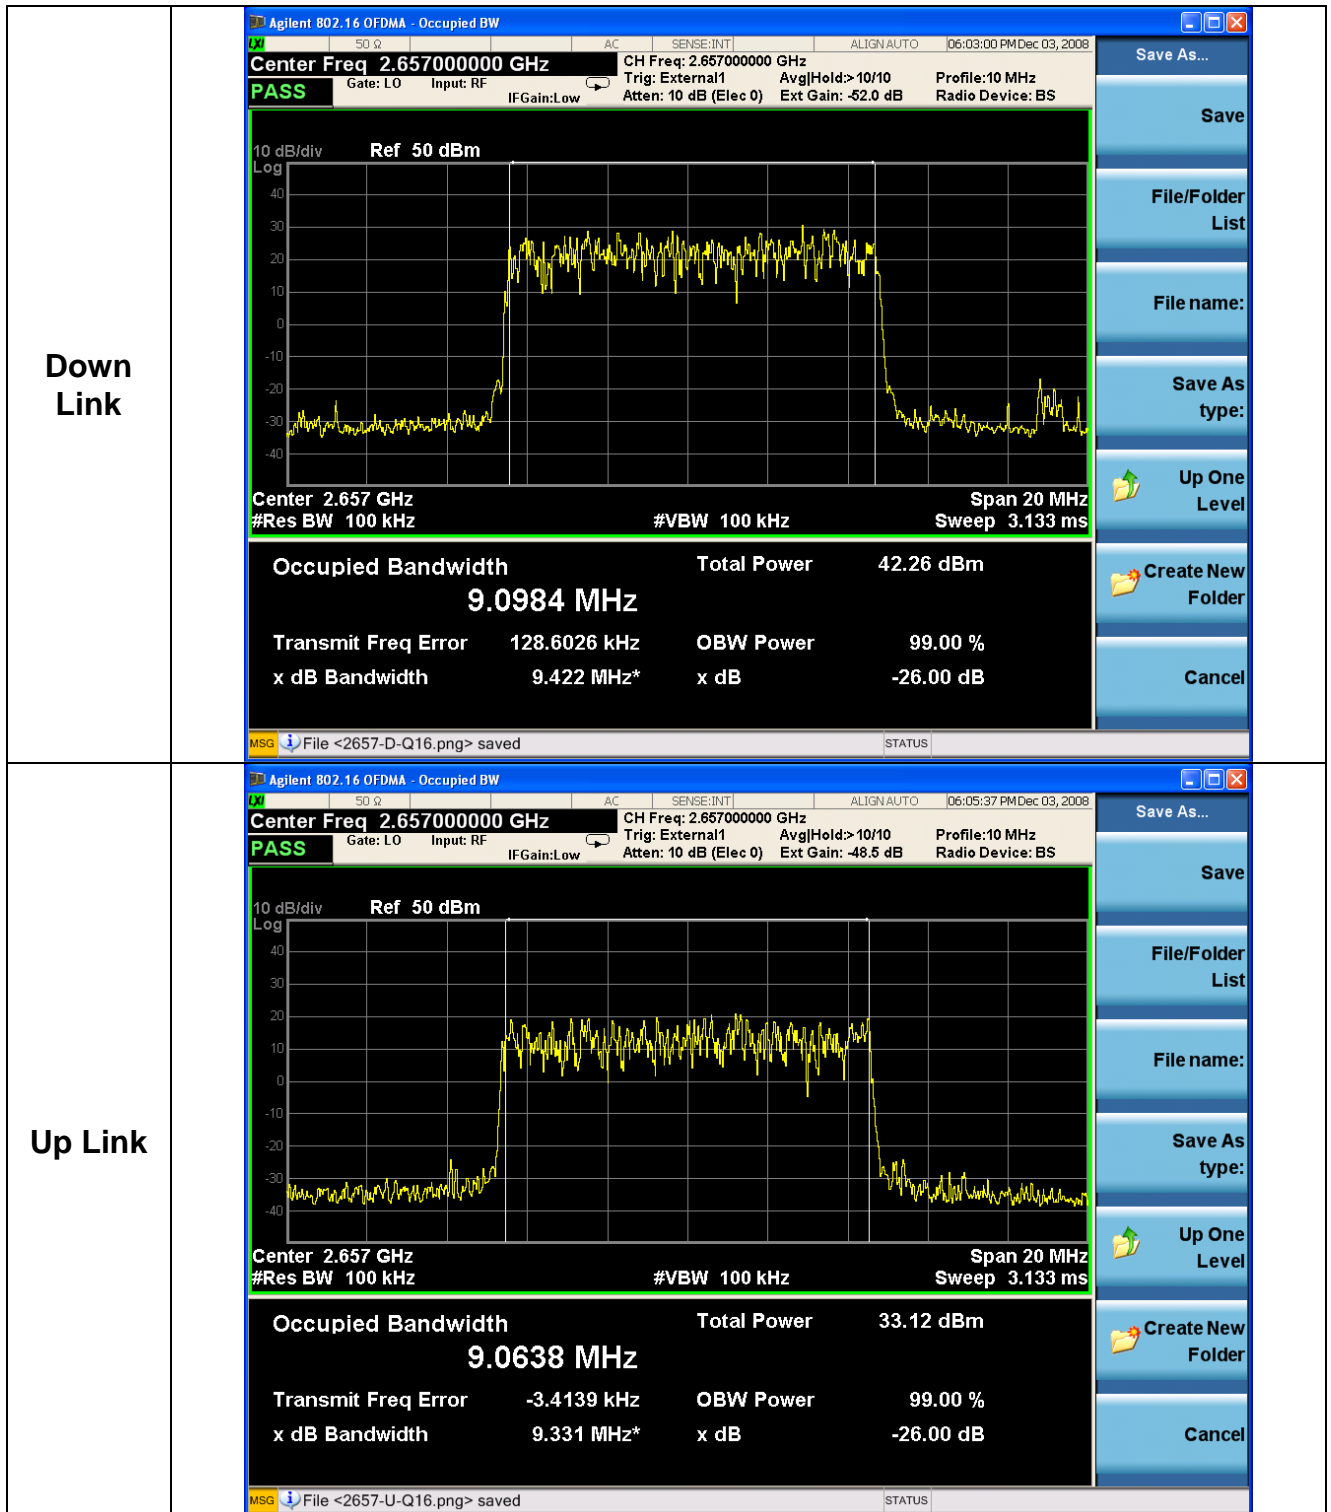 Down
Link
Agilent 802.16 OFDMA - Occupied BW
LXI 50 Ω AC SENSE:INT ALIGN AUTO 06:03:00 PM Dec 03, 2008
Center Freq 2.657000000 GHz
CH Freq: 2.657000000 GHz
PASS
Gate: LO Input: RF
IFGain:Low
Trig: External1 Avg|Hold:>10/10 Profile:10 MHz
Atten: 10 dB (Elec 0) Ext Gain: -52.0 dB Radio Device: BS
10 dB/div Ref 50 dBm
Log
40
30
20
10
0
-10
-20
-30
-40
Center 2.657 GHz Span 20 MHz
#Res BW 100 kHz #VBW 100 kHz Sweep 3.133 ms
Occupied Bandwidth Total Power 42.26 dBm
9.0984 MHz
Transmit Freq Error 128.6026 kHz OBW Power 99.00 %
x dB Bandwidth 9.422 MHz* x dB -26.00 dB
MSG File <2657-D-Q16.png> saved STATUS
Save As...
Save
File/Folder
List
File name:
Save As
type:
Up One
Level
Create New
Folder
Cancel
Up Link
Agilent 802.16 OFDMA - Occupied BW
LXI 50 Ω AC SENSE:INT ALIGN AUTO 06:05:37 PM Dec 03, 2008
Center Freq 2.657000000 GHz
CH Freq: 2.657000000 GHz
PASS
Gate: LO Input: RF
IFGain:Low
Trig: External1 Avg|Hold:>10/10 Profile:10 MHz
Atten: 10 dB (Elec 0) Ext Gain: -48.5 dB Radio Device: BS
10 dB/div Ref 50 dBm
Log
40
30
20
10
0
-10
-20
-30
-40
Center 2.657 GHz Span 20 MHz
#Res BW 100 kHz #VBW 100 kHz Sweep 3.133 ms
Occupied Bandwidth Total Power 33.12 dBm
9.0638 MHz
Transmit Freq Error -3.4139 kHz OBW Power 99.00 %
x dB Bandwidth 9.331 MHz* x dB -26.00 dB
MSG File <2657-U-Q16.png> saved STATUS
Save As...
Save
File/Folder
List
File name:
Save As
type:
Up One
Level
Create New
Folder
Cancel